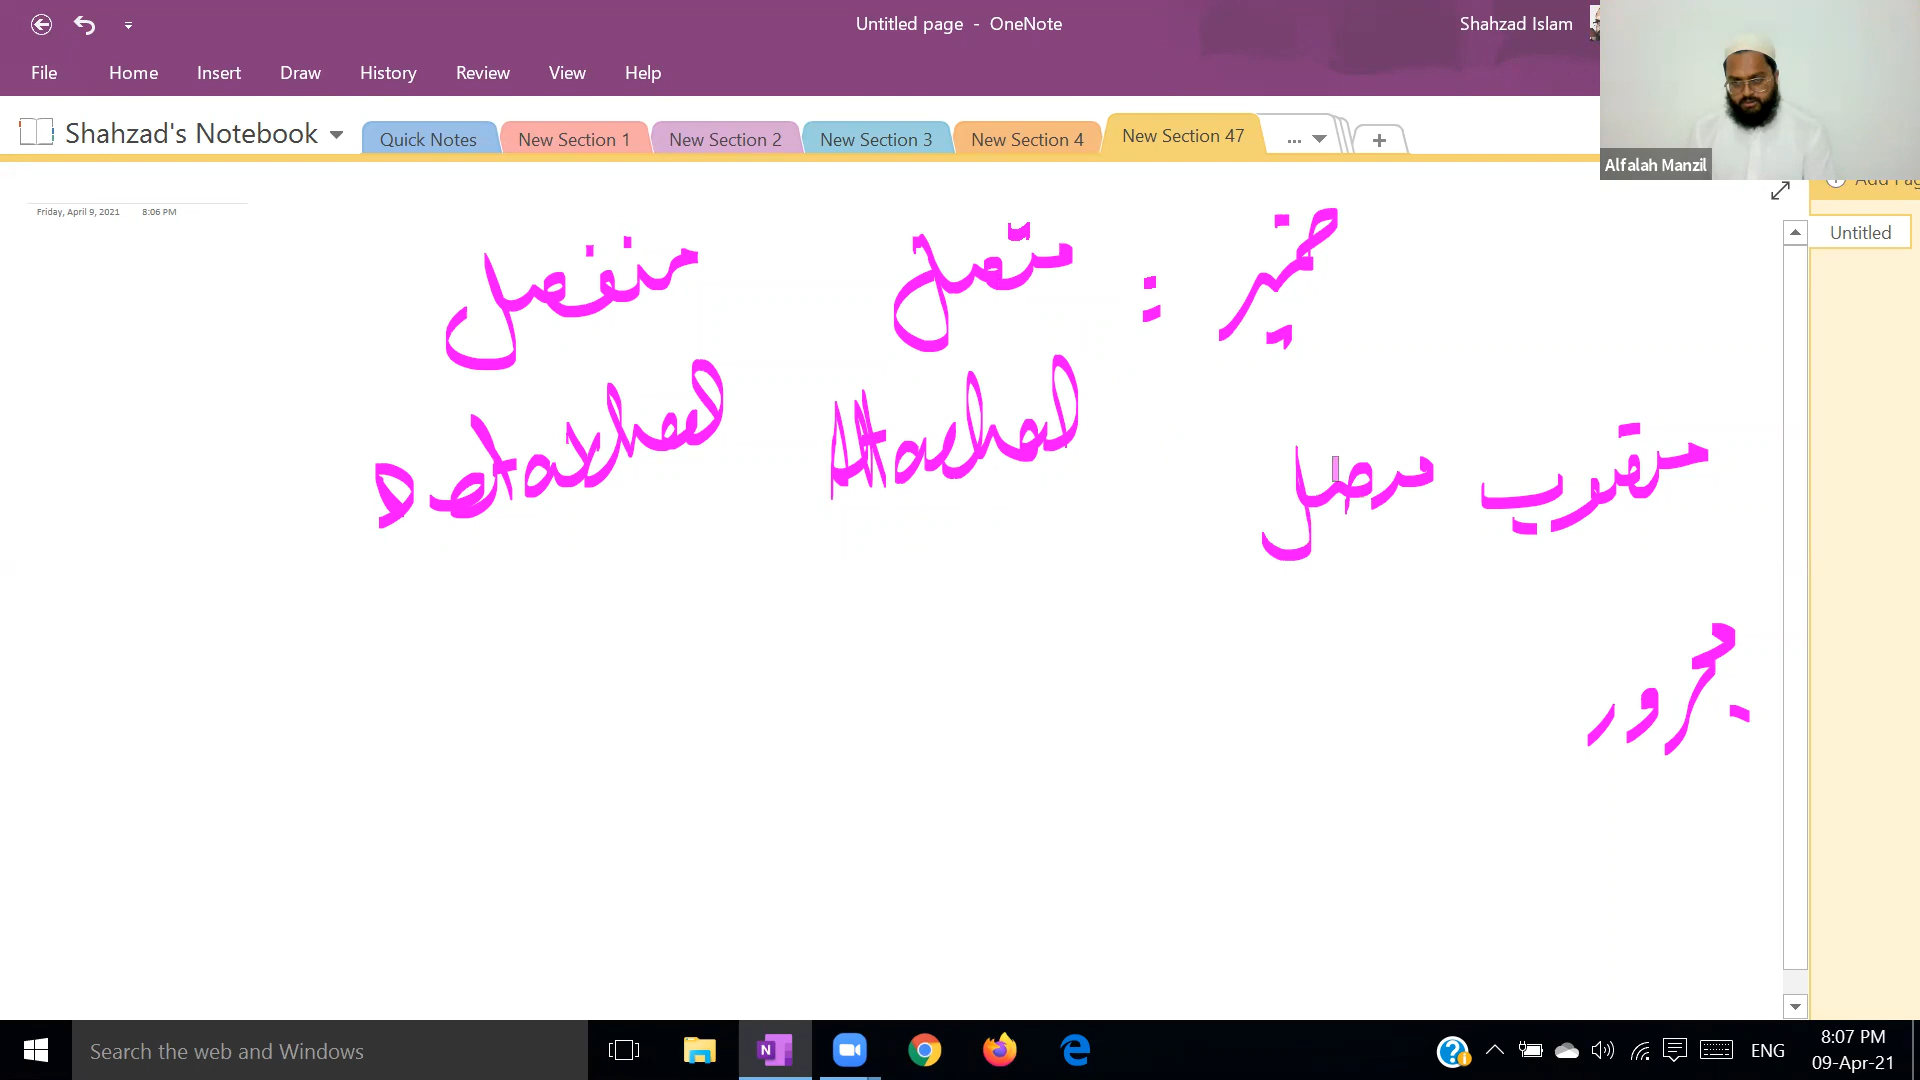 Untitled page - OneNote
Shahzad Islam
File Home Insert Draw History Review View Help
Shahzad's Notebook
Quick Notes New Section 1 New Section 2 New Section 3 New Section 4 New Section 47 ... +
Alfalah Manzil
Untitled
Friday, April 9, 2021 8:06 PM
ضمیر : متصل منفصل
Attached Detatched
مجرور
Search the web and Windows
ENG
8:07 PM
09-Apr-21